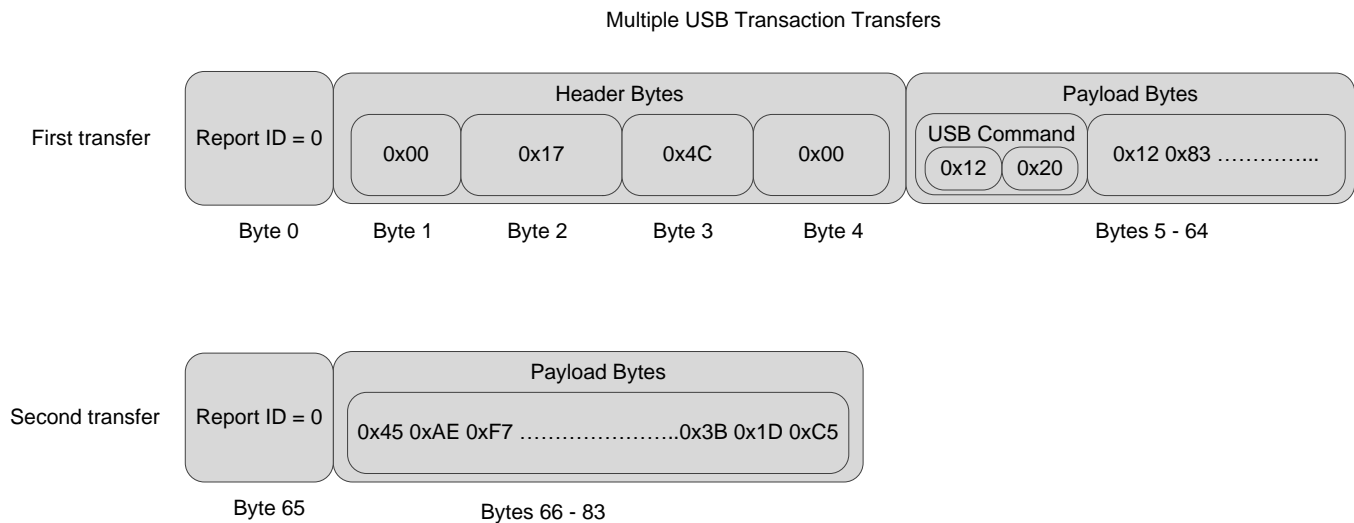 Multiple USB Transaction Transfers
First transfer
Report ID = 0
Header Bytes
0x00 0x17 0x4C 0x00
Payload Bytes
USB Command
0x12 0x20
0x12 0x83 …………...
Byte 0 Byte 1 Byte 2 Byte 3 Byte 4 Bytes 5 - 64
Second transfer
Report ID = 0
Payload Bytes
0x45 0xAE 0xF7 …………………..0x3B 0x1D 0xC5
Byte 65 Bytes 66 - 83